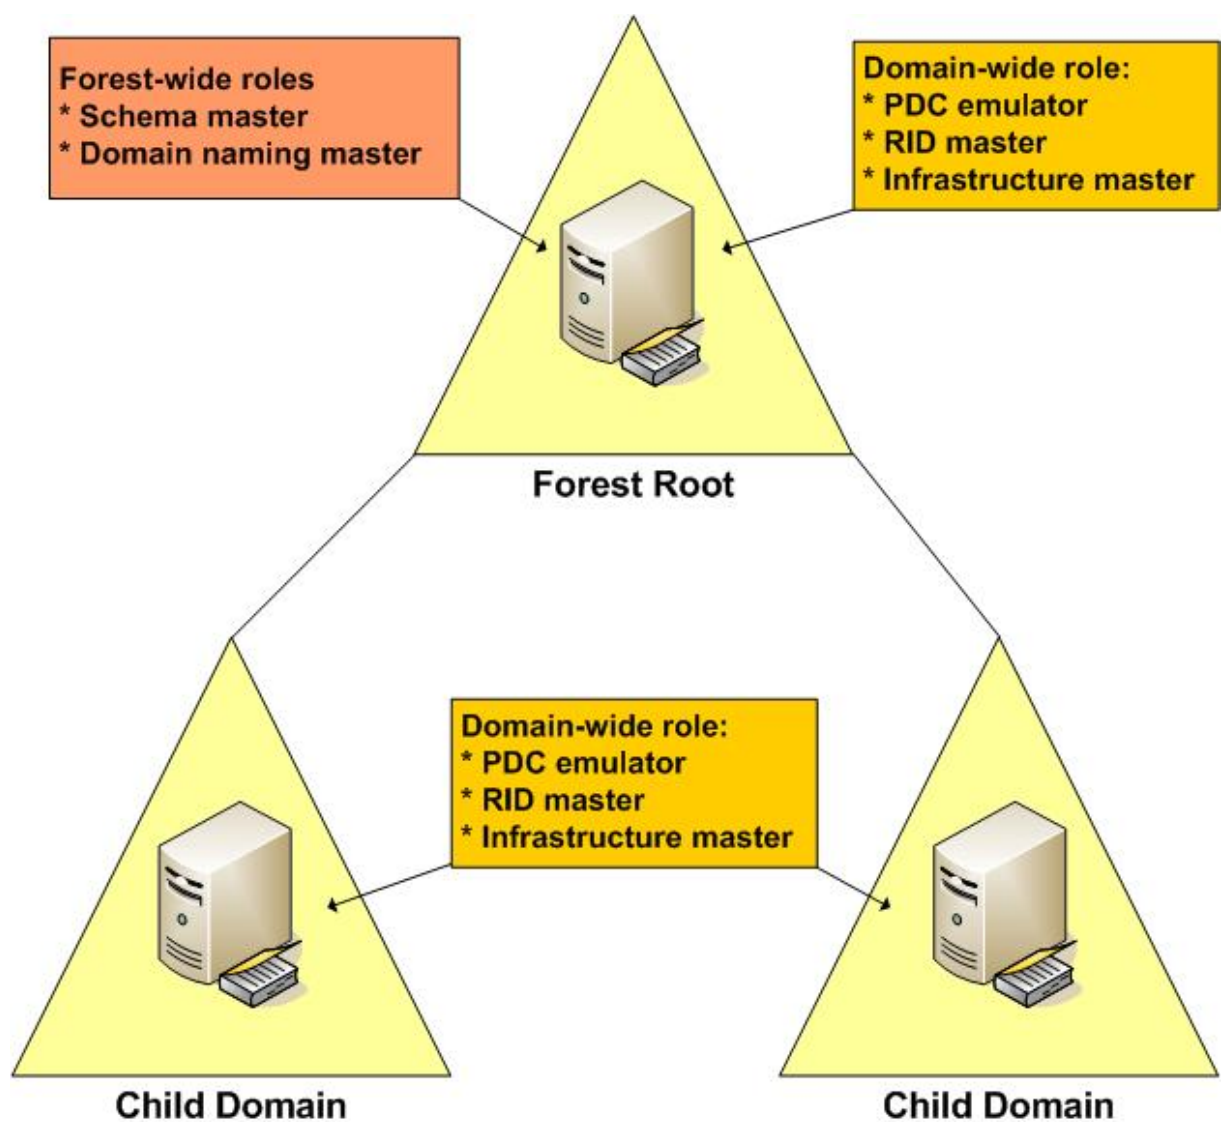 Forest-wide roles
* Schema master
* Domain naming master
Domain-wide role:
* PDC emulator
* RID master
* Infrastructure master
Forest Root
Domain-wide role:
* PDC emulator
* RID master
* Infrastructure master
Child Domain
Child Domain